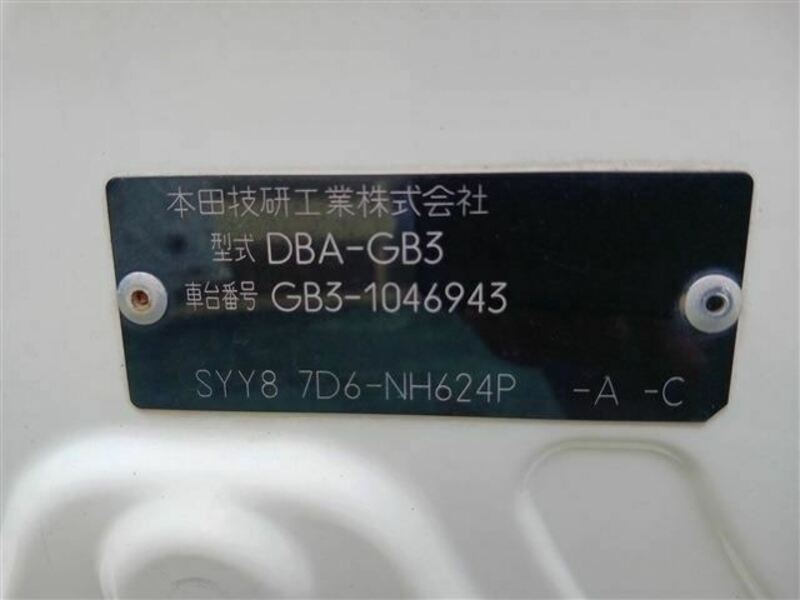 本田技研工業株式会社
型式 DBA-GB3
車台番号 GB3-1046943
SYY8 7D6-NH624P -A -C